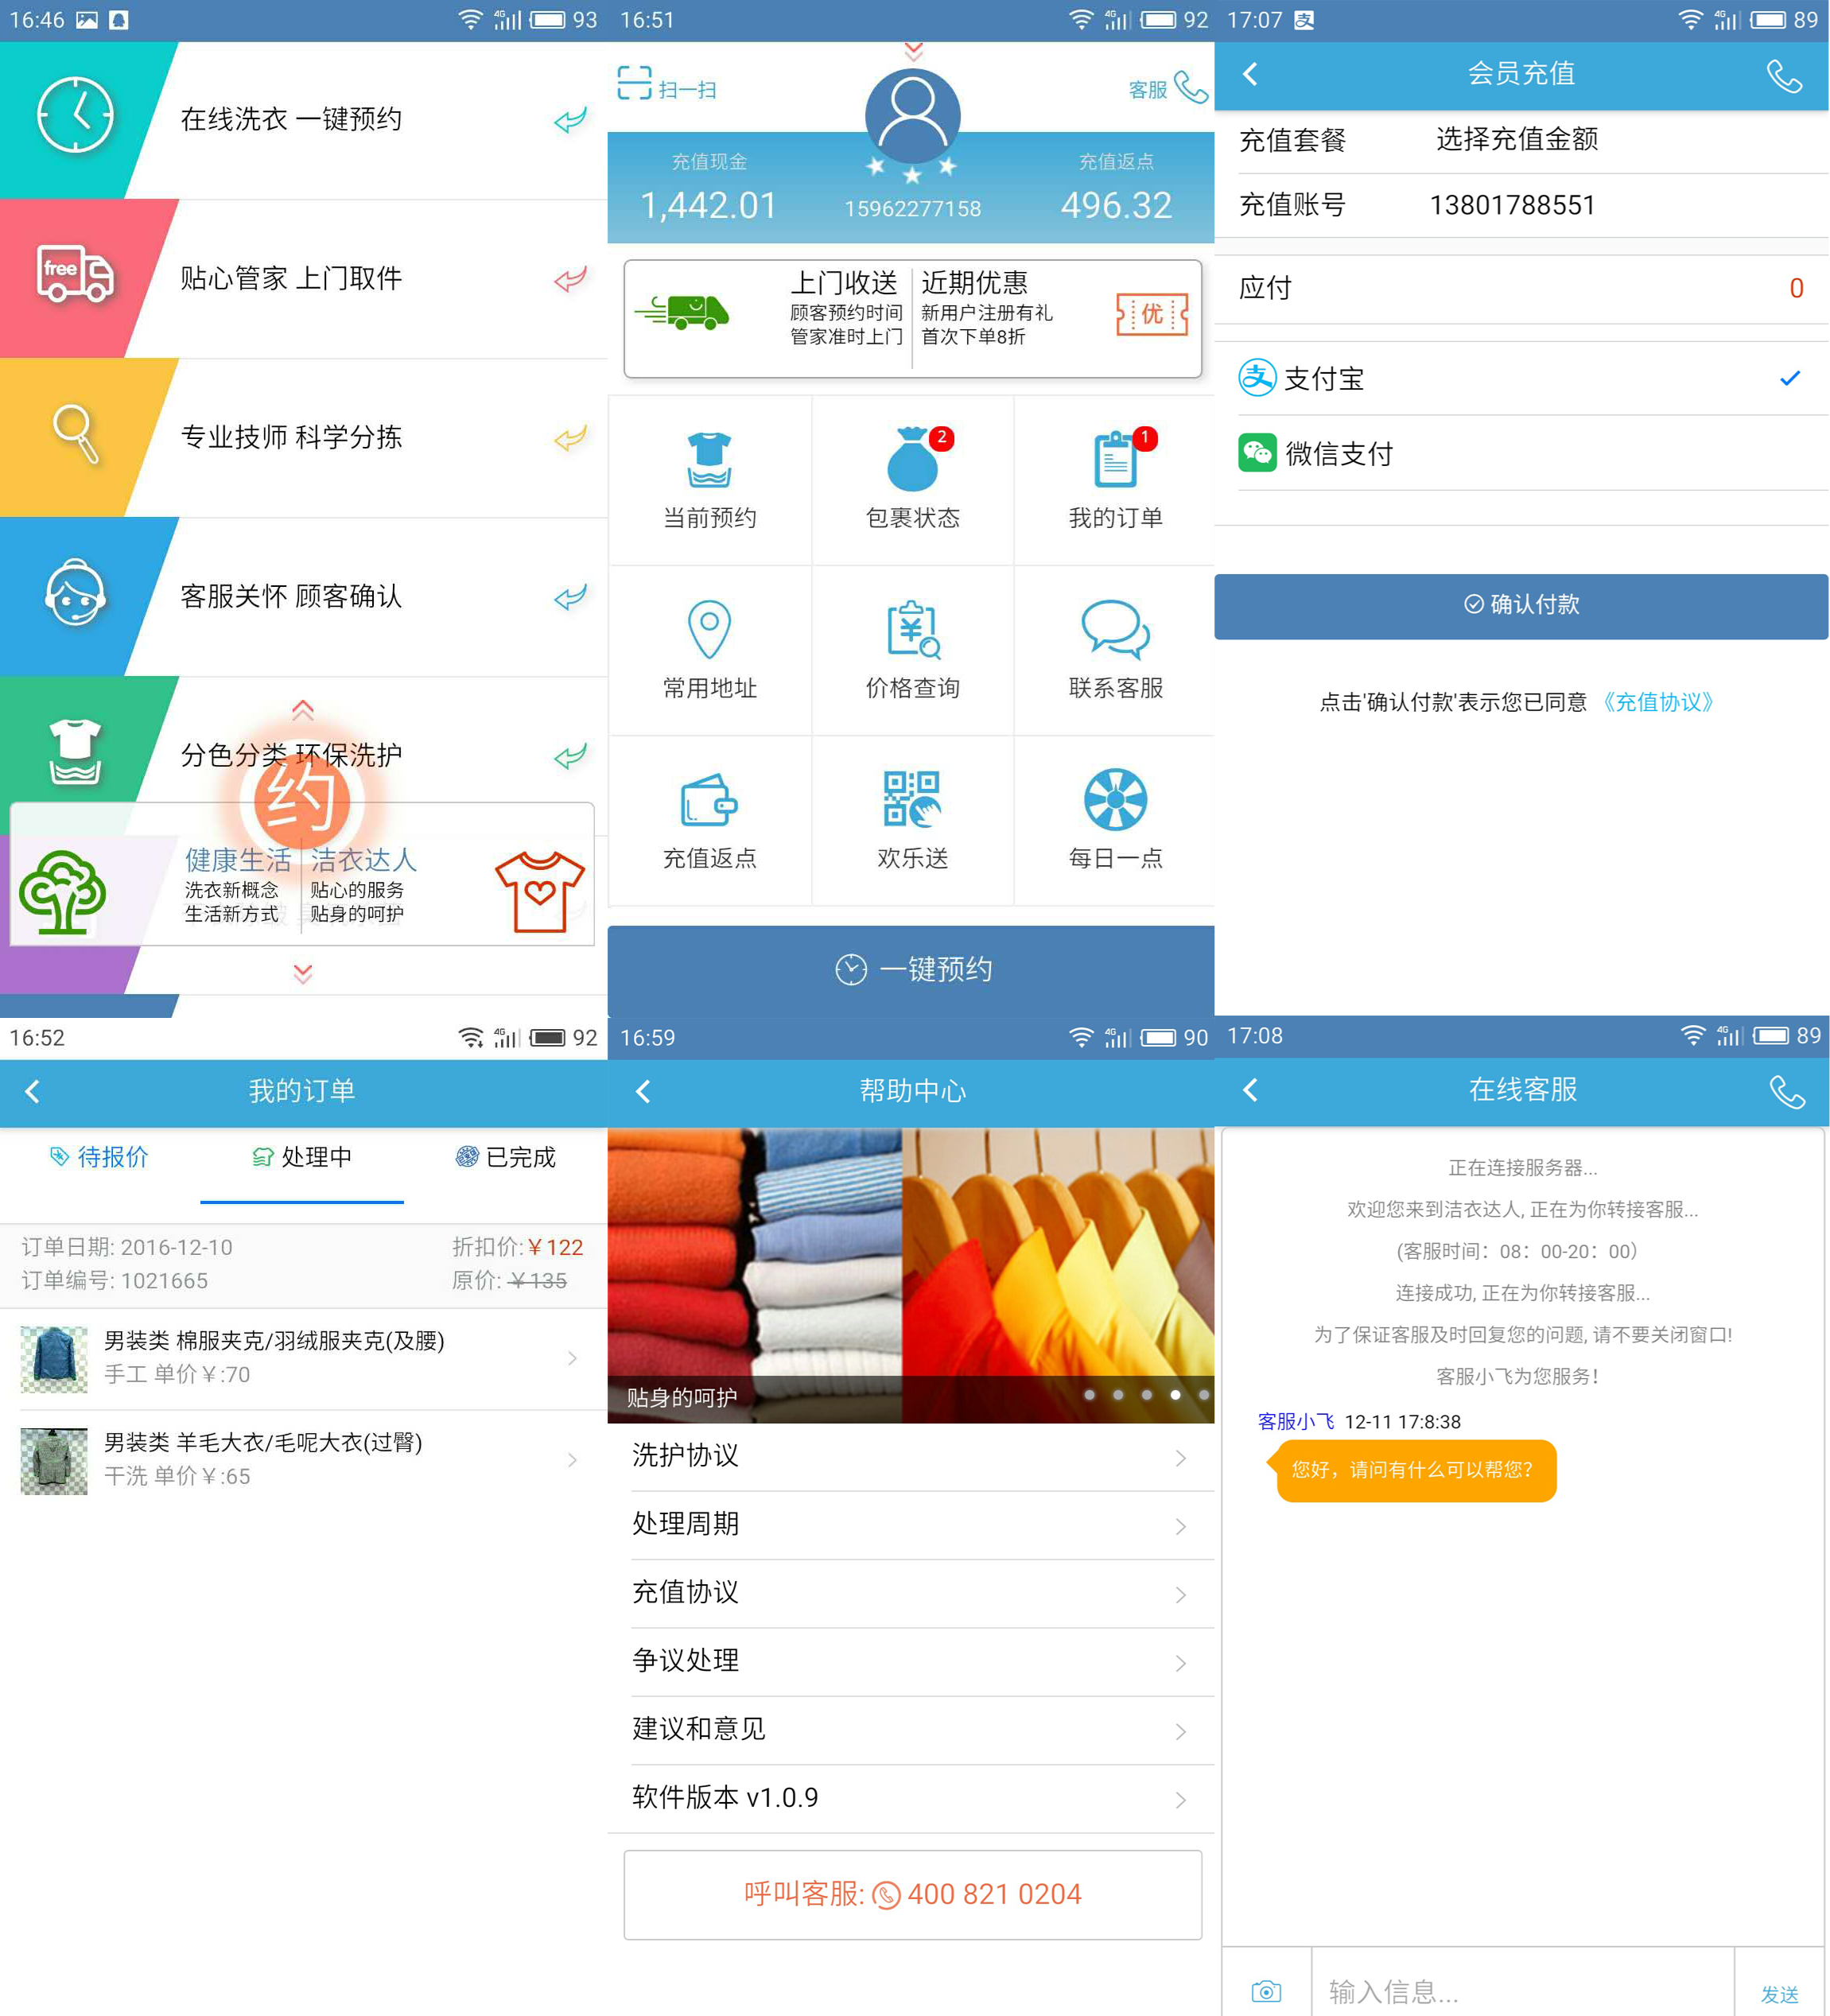 16:46
4G
93
在线洗衣 一键预约
free
贴心管家 上门取件
专业技师 科学分拣
客服关怀 顾客确认
分色分类 环保洗护
约
健康生活
洗衣新概念
生活新方式
洁衣达人
贴心的服务
贴身的呵护
16:51
4G
92
扫一扫
客服
充值现金
1,442.01
15962277158
充值返点
496.32
上门收送
顾客预约时间
管家准时上门
近期优惠
新用户注册有礼
首次下单8折
优
当前预约
2
包裹状态
1
我的订单
常用地址
价格查询
联系客服
充值返点
欢乐送
每日一点
一键预约
17:07
支
4G
89
会员充值
充值套餐
选择充值金额
充值账号
13801788551
应付
0
支
支付宝
微信支付
确认付款
点击'确认付款'表示您已同意 《充值协议》
16:52
4G
92
我的订单
待报价
处理中
已完成
订单日期: 2016-12-10
折扣价:￥122
订单编号: 1021665
原价: ￥135
男装类 棉服夹克/羽绒服夹克(及腰)
手工 单价￥:70
男装类 羊毛大衣/毛呢大衣(过臀)
干洗 单价￥:65
16:59
4G
90
帮助中心
贴身的呵护
洗护协议
处理周期
充值协议
争议处理
建议和意见
软件版本 v1.0.9
呼叫客服: 400 821 0204
17:08
4G
89
在线客服
正在连接服务器...
欢迎您来到洁衣达人, 正在为你转接客服...
(客服时间：08：00-20：00）
连接成功, 正在为你转接客服...
为了保证客服及时回复您的问题, 请不要关闭窗口!
客服小飞为您服务！
客服小飞 12-11 17:8:38
您好，请问有什么可以帮您?
输入信息...
发送